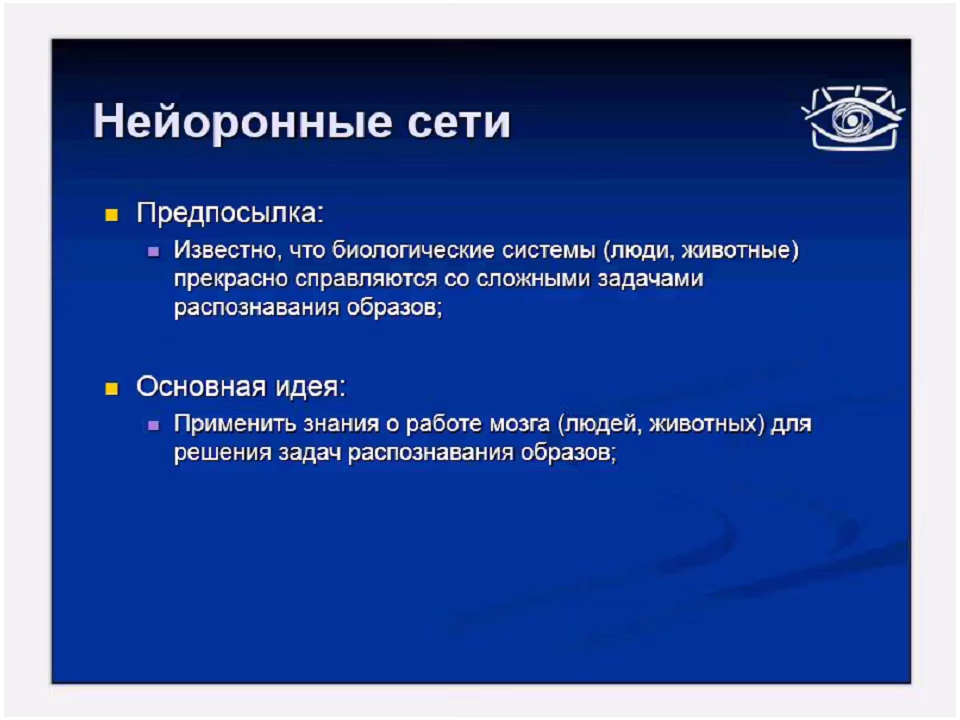 Нейоронные сети
Предпосылка:
Известно, что биологические системы (люди, животные)
прекрасно справляются со сложными задачами
распознавания образов;
Основная идея:
Применить знания о работе мозга (людей, животных) для
решения задач распознавания образов;